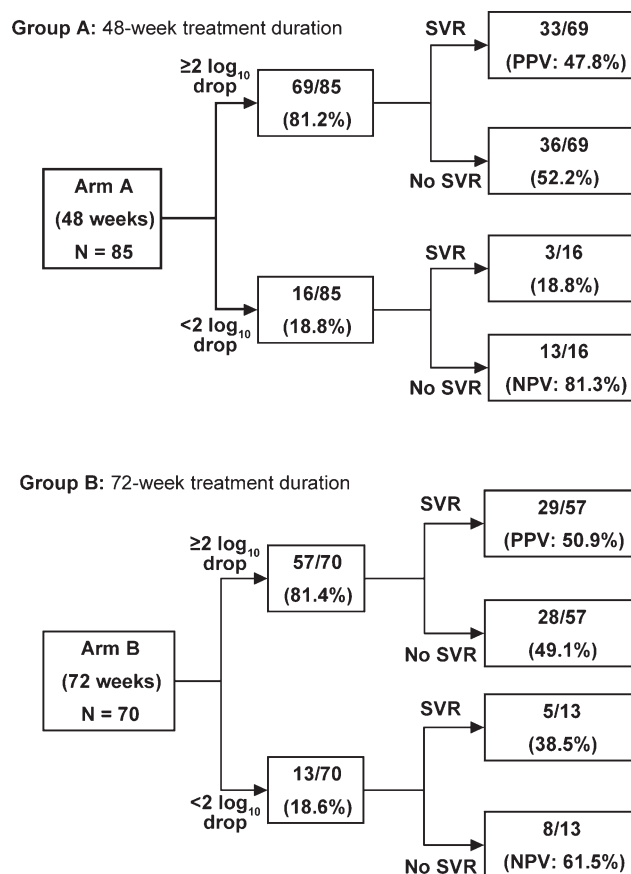 Group A: 48-week treatment duration
Arm A
(48 weeks)
N = 85
≥2 log₁₀
drop
69/85
(81.2%)
SVR
33/69
(PPV: 47.8%)
No SVR
36/69
(52.2%)
<2 log₁₀
drop
16/85
(18.8%)
SVR
3/16
(18.8%)
No SVR
13/16
(NPV: 81.3%)
Group B: 72-week treatment duration
Arm B
(72 weeks)
N = 70
≥2 log₁₀
drop
57/70
(81.4%)
SVR
29/57
(PPV: 50.9%)
No SVR
28/57
(49.1%)
<2 log₁₀
drop
13/70
(18.6%)
SVR
5/13
(38.5%)
No SVR
8/13
(NPV: 61.5%)